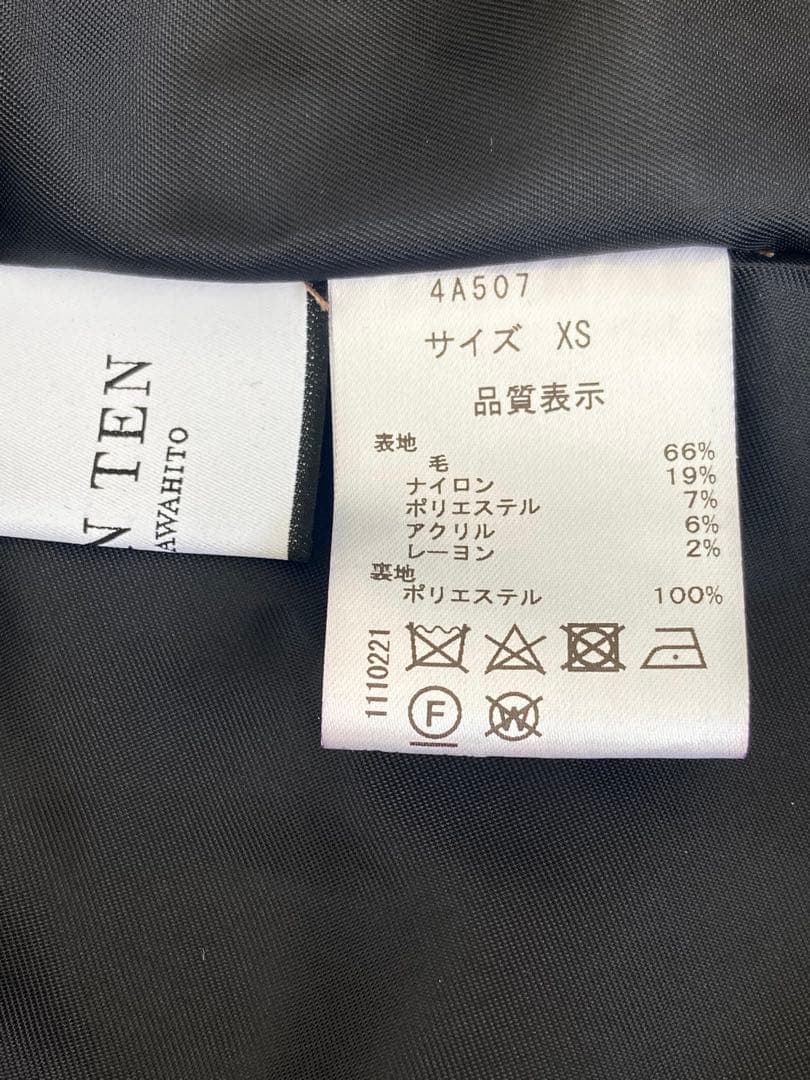 N TEN
AWAHITO
4A507
サイズ XS
品質表示
表地
毛 66%
ナイロン 19%
ポリエステル 7%
アクリル 6%
レーヨン 2%
裏地
ポリエステル 100%
1110221
F
W